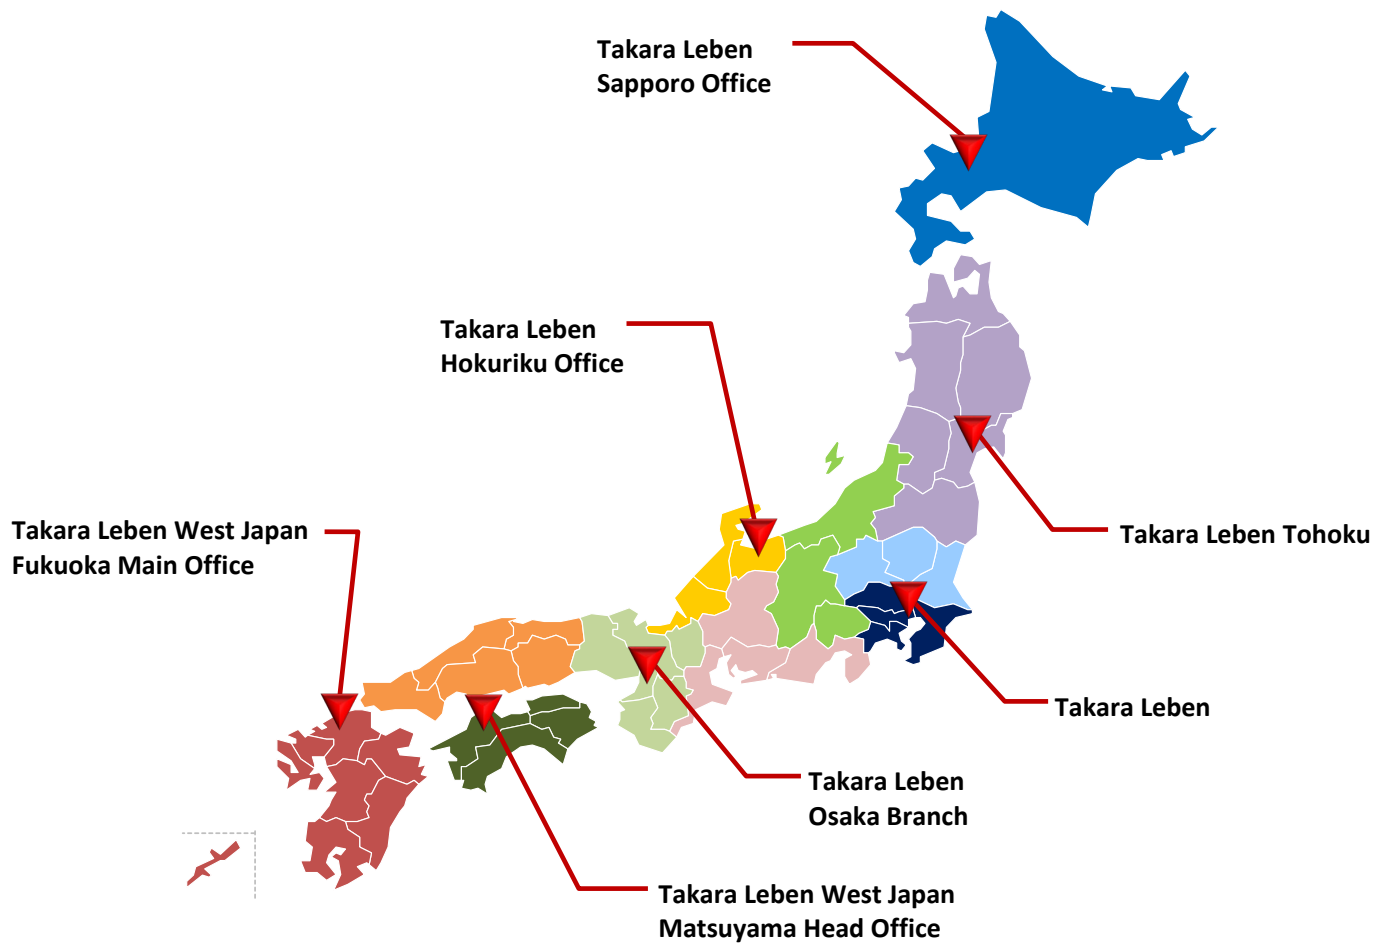 Takara Leben
Sapporo Office
Takara Leben
Hokuriku Office
Takara Leben West Japan
Fukuoka Main Office
Takara Leben Tohoku
Takara Leben
Takara Leben
Osaka Branch
Takara Leben West Japan
Matsuyama Head Office